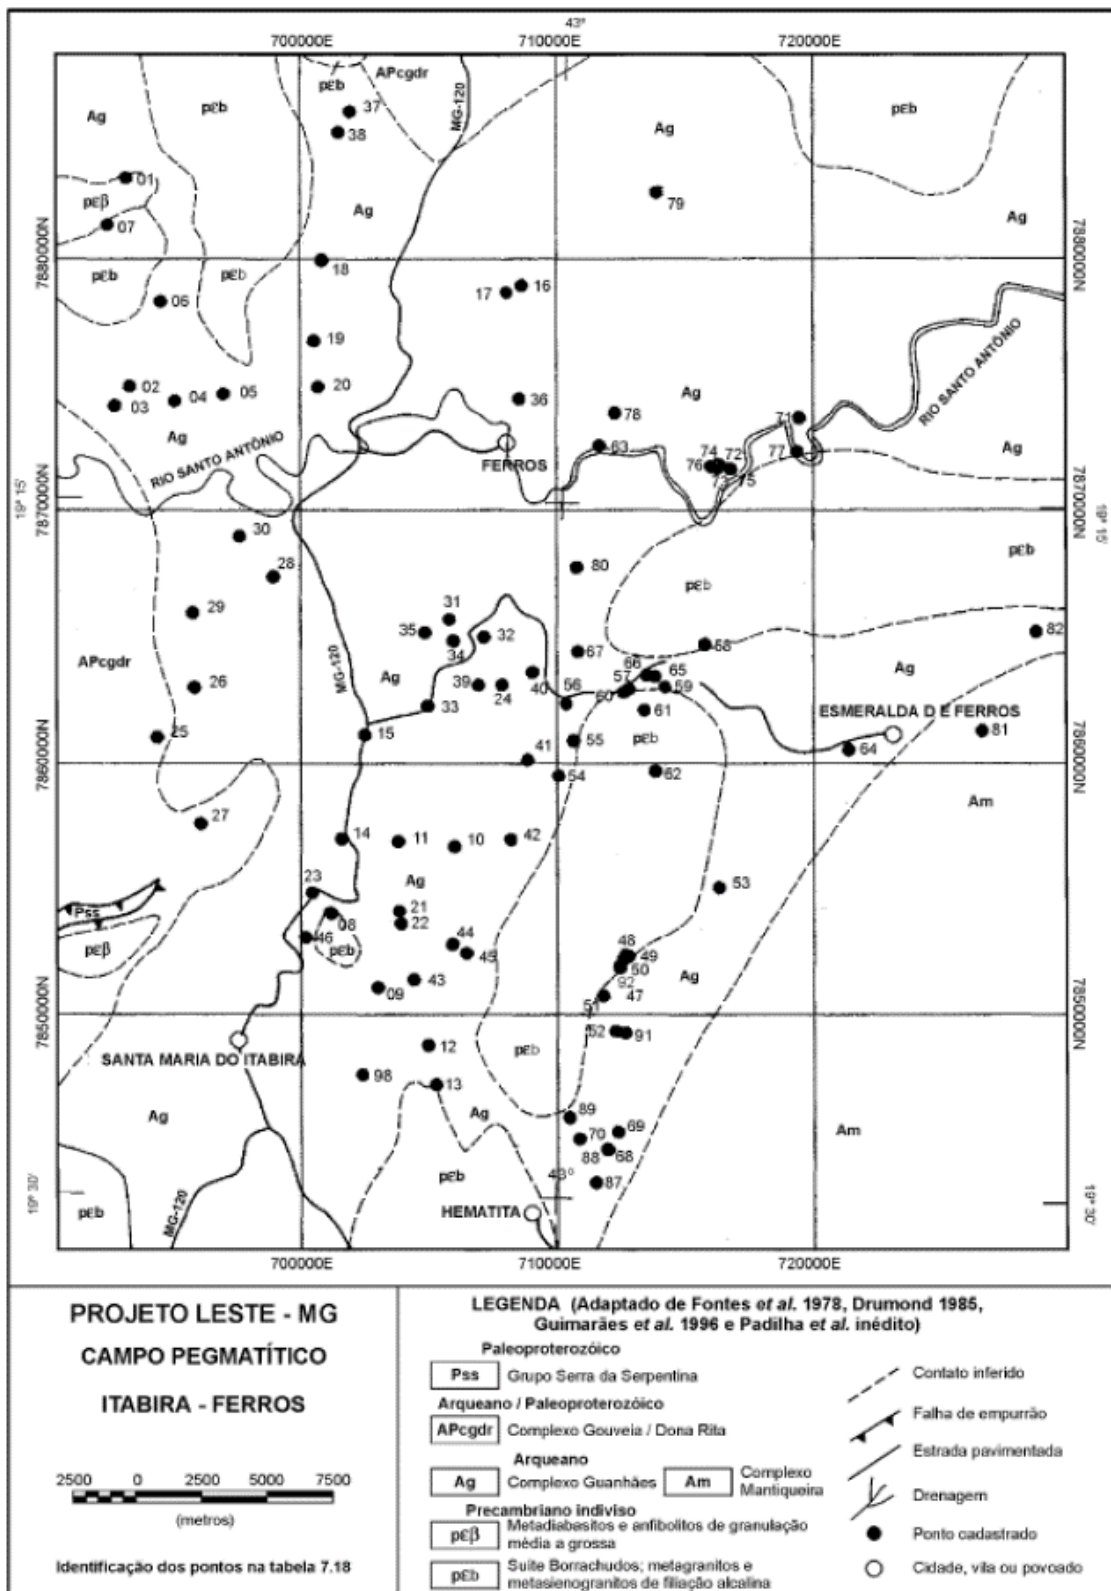 43º
700000E 710000E 720000E
APcgdr
pЄb
37
MG-120
pЄb
pЄb
Ag
38
Ag
01
79
pЄβ
Ag
Ag
07
7880000N
7880000N
pЄb
pЄb
18
16
17
06
19
RIO SANTO ANTÔNIO
02
05
20
04
03
36
78
Ag
71
Ag
Ag
RIO SANTO ANTÔNIO
63
FERROS
74
72
77
76
73
75
19º 15'
7870000N
7870000N
19º 15'
30
pЄb
28
80
pЄb
29
31
35
32
34
82
67
58
APcgdr
66
65
Ag
MG-120
Ag
57
26
39
24
40
56
60
59
33
61
ESMERALDA D E FERROS
25
15
pЄb
81
41
55
64
7860000N
7860000N
54
62
Am
27
14
11
10
42
23
Ag
53
Pss
21
08
22
46
pЄb
44
48
pЄβ
45
49
50
Ag
43
92
09
51
47
7850000N
7850000N
52
91
SANTA MARIA DO ITABIRA
12
pЄb
98
13
Ag
Ag
89
69
Am
70
88
68
19º 30'
pЄb
43º
87
19º 30'
pЄb
MG-120
HEMATITA
700000E 710000E 720000E
PROJETO LESTE - MG
CAMPO PEGMATÍTICO
ITABIRA - FERROS
2500 0 2500 5000 7500
(metros)
Identificação dos pontos na tabela 7.18
LEGENDA (Adaptado de Fontes et al. 1978, Drumond 1985,
Guimarães et al. 1996 e Padilha et al. inédito)
Paleoproterozóico
Pss Grupo Serra da Serpentina
Arqueano / Paleoproterozóico
APcgdr Complexo Gouveia / Dona Rita
Arqueano
Ag Complexo Guanhães
Am Complexo
Mantiqueira
Precambriano indiviso
pЄβ Metadiabasitos e anfibolitos de granulação
média a grossa
pЄb Suíte Borrachudos; metagranitos e
metasienogranitos de filiação alcalina
Contato inferido
Falha de empurrão
Estrada pavimentada
Drenagem
Ponto cadastrado
Cidade, vila ou povoado